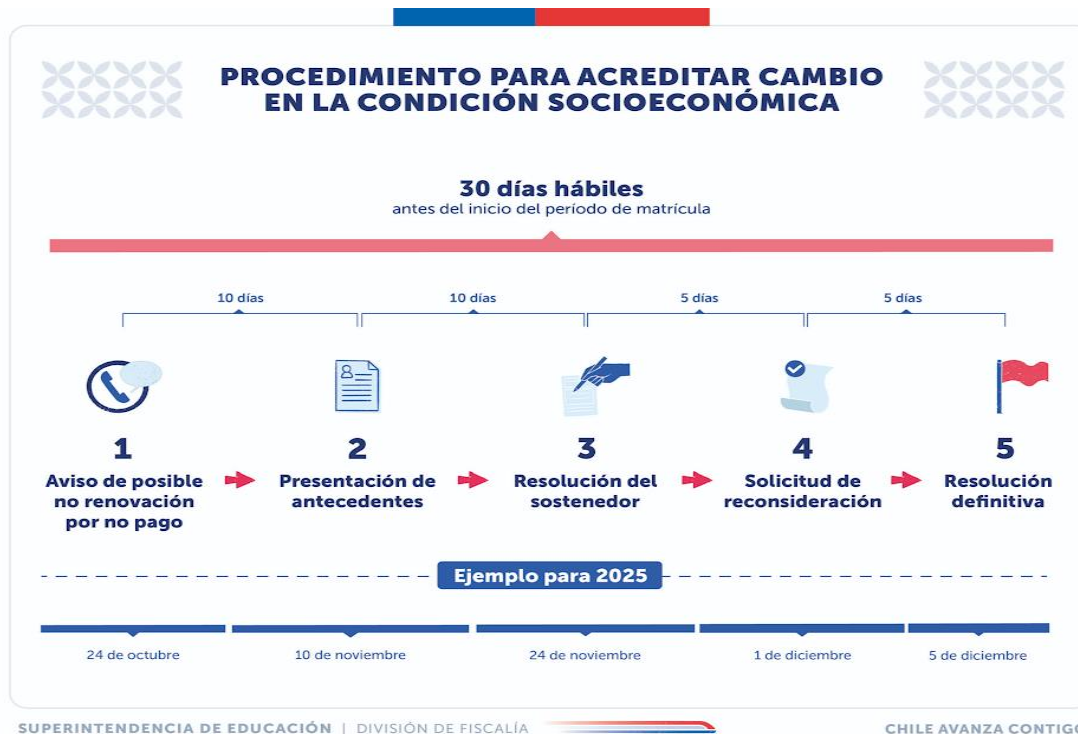 PROCEDIMIENTO PARA ACREDITAR CAMBIO
EN LA CONDICIÓN SOCIOECONÓMICA
30 días hábiles
antes del inicio del período de matrícula
10 días
10 días
5 días
5 días
1
Aviso de posible
no renovación
por no pago
2
Presentación de
antecedentes
3
Resolución del
sostenedor
4
Solicitud de
reconsideración
5
Resolución
definitiva
Ejemplo para 2025
24 de octubre
10 de noviembre
24 de noviembre
1 de diciembre
5 de diciembre
SUPERINTENDENCIA DE EDUCACIÓN | DIVISIÓN DE FISCALÍA
CHILE AVANZA CONTIGO